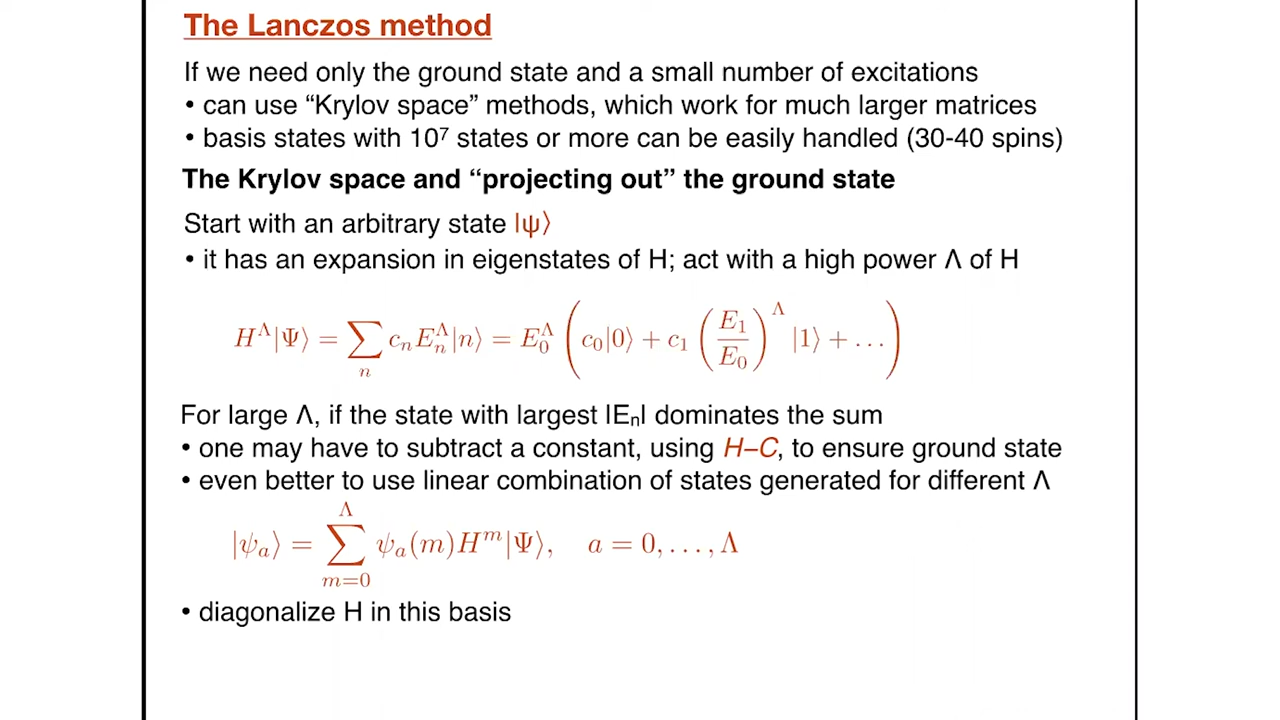 The Lanczos method
If we need only the ground state and a small number of excitations
• can use “Krylov space” methods, which work for much larger matrices
• basis states with 10⁷ states or more can be easily handled (30-40 spins)
The Krylov space and “projecting out” the ground state
Start with an arbitrary state |ψ⟩
• it has an expansion in eigenstates of H; act with a high power Λ of H
H^Λ|Ψ⟩ = ∑_n c_n E_n^Λ|n⟩ = E_0^Λ (c_0|0⟩ + c_1 (E_1/E_0)^Λ |1⟩ + . . .)
For large Λ, if the state with largest |Eₙ| dominates the sum
• one may have to subtract a constant, using H–C, to ensure ground state
• even better to use linear combination of states generated for different Λ
|ψ_a⟩ = ∑_{m=0}^Λ ψ_a(m)H^m|Ψ⟩, a = 0, . . . , Λ
• diagonalize H in this basis